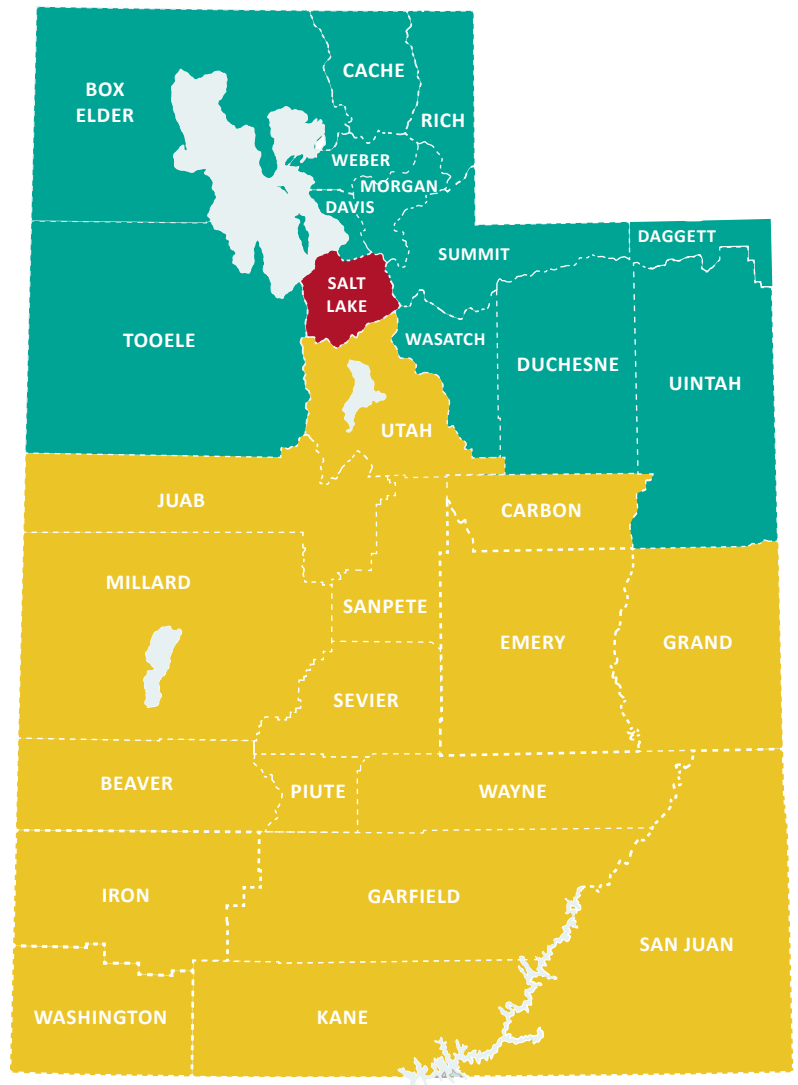 CACHE
BOX
ELDER
RICH
WEBER
MORGAN
DAVIS
DAGGETT
SUMMIT
SALT
LAKE
TOOELE
WASATCH
DUCHESNE
UINTAH
UTAH
JUAB
CARBON
MILLARD
SANPETE
EMERY
GRAND
SEVIER
BEAVER
PIUTE
WAYNE
IRON
GARFIELD
SAN JUAN
WASHINGTON
KANE